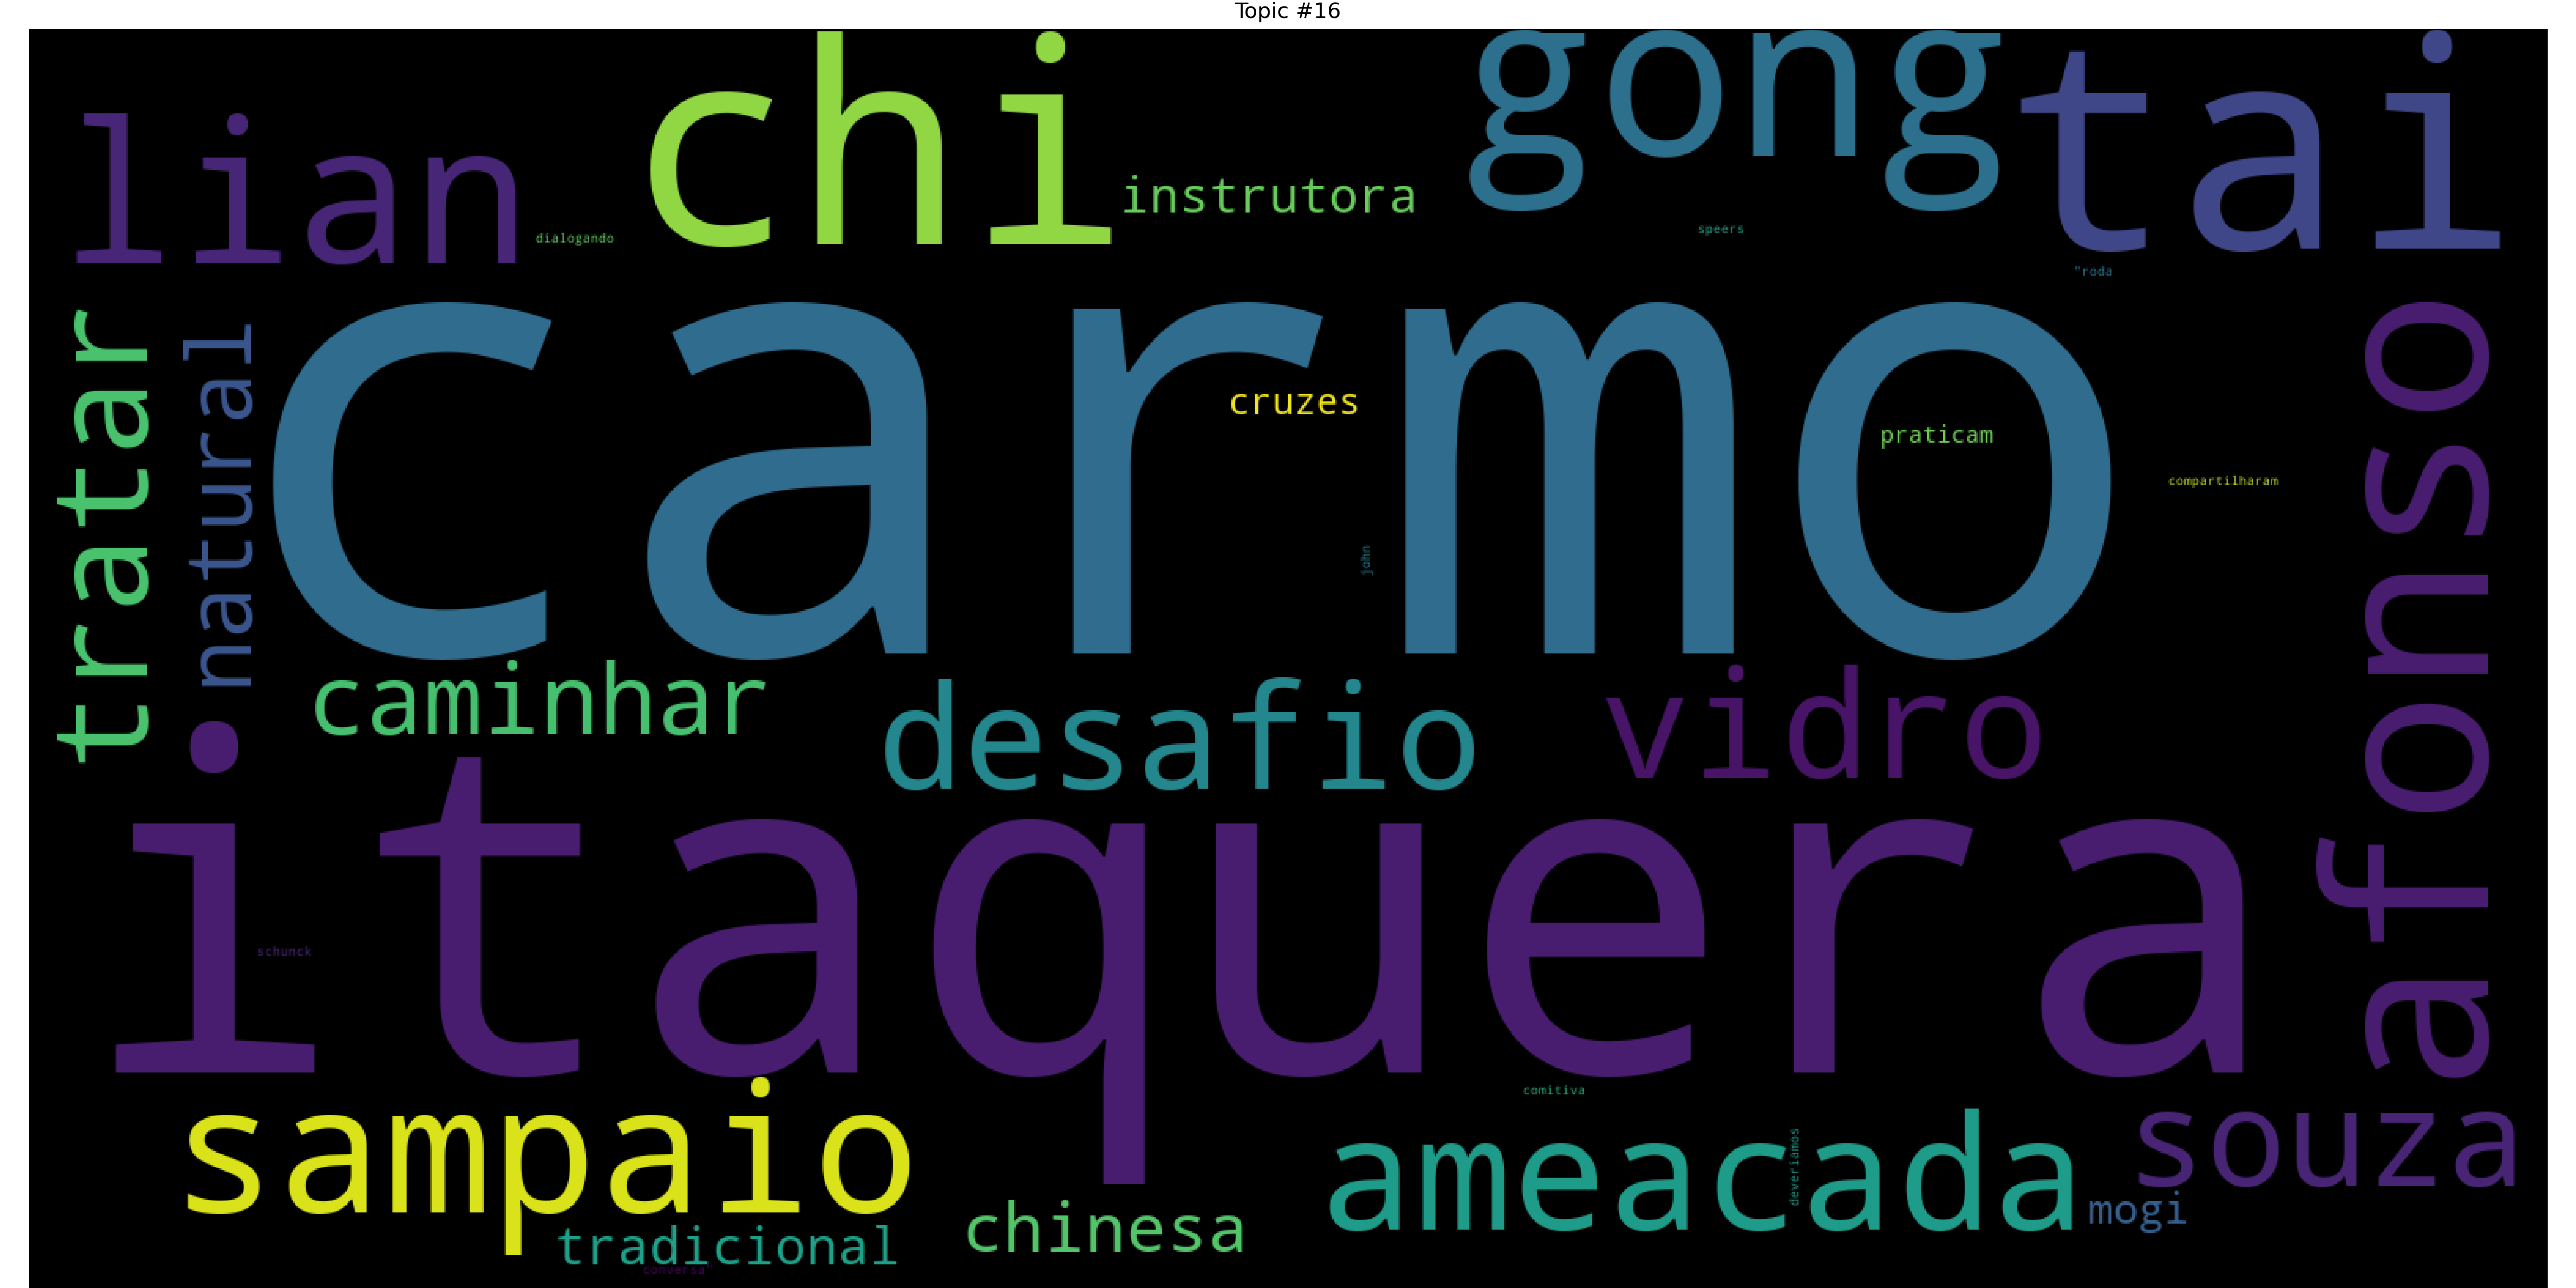 Topic #16
lian
chi
gong
tai
instrutora
dialogando
speers
"roda
tratar
natural
carmo
afonso
cruzes
praticam
compartilharam
john
caminhar
desafio
vidro
itaquera
schunck
comitiva
sampaio
ameacada
souza
deveriamos
mogi
tradicional
chinesa
conversa